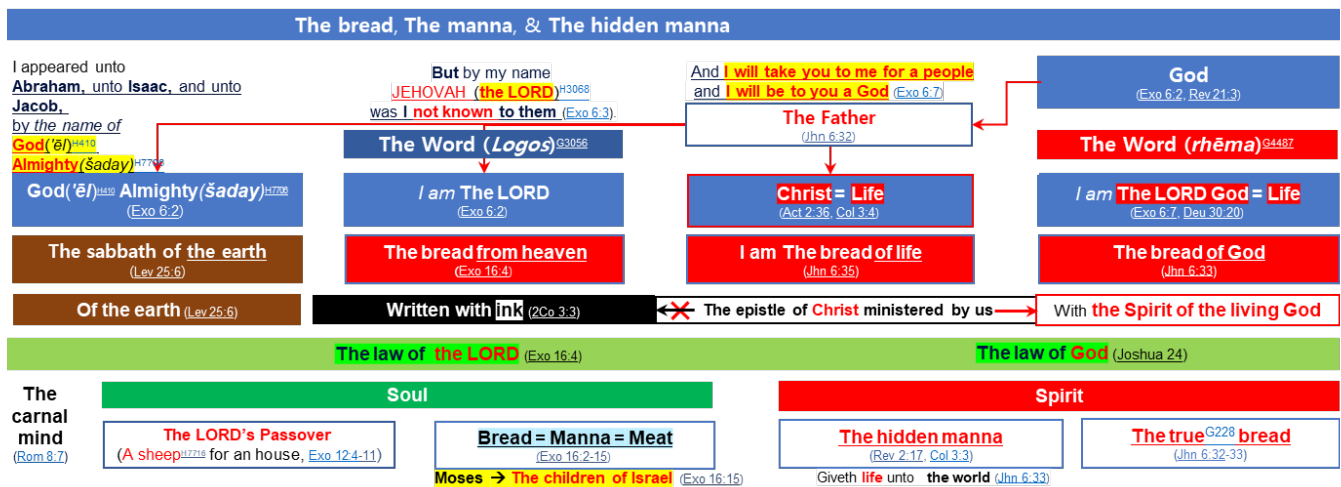 The bread, The manna, & The hidden manna
I appeared unto
Abraham, unto Isaac, and unto
Jacob,
by the name of
God('ēl)H410
Almighty(šaday)H7706
But by my name
JEHOVAH (the LORD)H3068
was I not known to them (Exo 6:3).
And I will take you to me for a people
and I will be to you a God (Exo 6:7)
God
(Exo 6:2, Rev 21:3)
The Father
(Jhn 6:32)
The Word (Logos)G3056
The Word (rhēma)G4487
God('ēl)H410 Almighty(šaday)H7706
(Exo 6:2)
I am The LORD
(Exo 6:2)
Christ = Life
(Act 2:36, Col 3:4)
I am The LORD God = Life
(Exo 6:7, Deu 30:20)
The sabbath of the earth
(Lev 25:6)
The bread from heaven
(Exo 16:4)
I am The bread of life
(Jhn 6:35)
The bread of God
(Jhn 6:33)
Of the earth (Lev 25:6)
Written with ink (2Co 3:3)
The epistle of Christ ministered by us
With the Spirit of the living God
The law of the LORD (Exo 16:4)
The law of God (Joshua 24)
The
carnal
mind
(Rom 8:7)
Soul
Spirit
The LORD's Passover
(A sheepH7716 for an house, Exo 12:4-11)
Bread = Manna = Meat
(Exo 16:2-15)
Moses → The children of Israel (Exo 16:15)
The hidden manna
(Rev 2:17, Col 3:3)
Giveth life unto the world (Jhn 6:33)
The trueG228 bread
(Jhn 6:32-33)